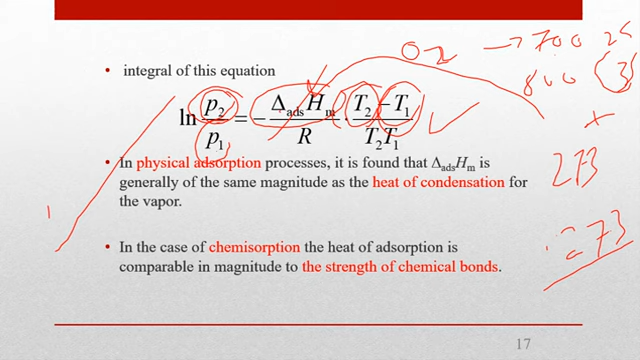 O2 → 700 25
800 3
• integral of this equation
ln p₂/p₁ = − Δ_adsH_m/R · T₂ − T₁/T₂T₁
+
273
• In physical adsorption processes, it is found that Δ_adsH_m is
generally of the same magnitude as the heat of condensation for
the vapor.
273
• In the case of chemisorption the heat of adsorption is
comparable in magnitude to the strength of chemical bonds.
17